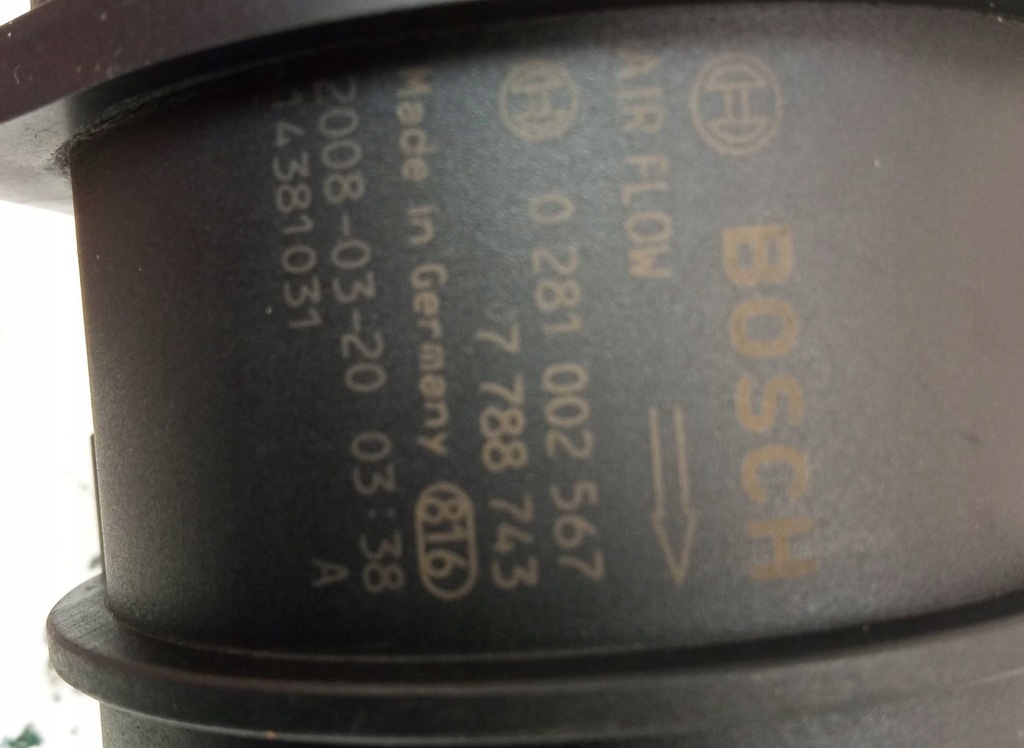 BOSCH
AIR FLOW
0 281 002 567
7 788 743
Made in Germany 816
2008-03-20 03:38
14381031 A